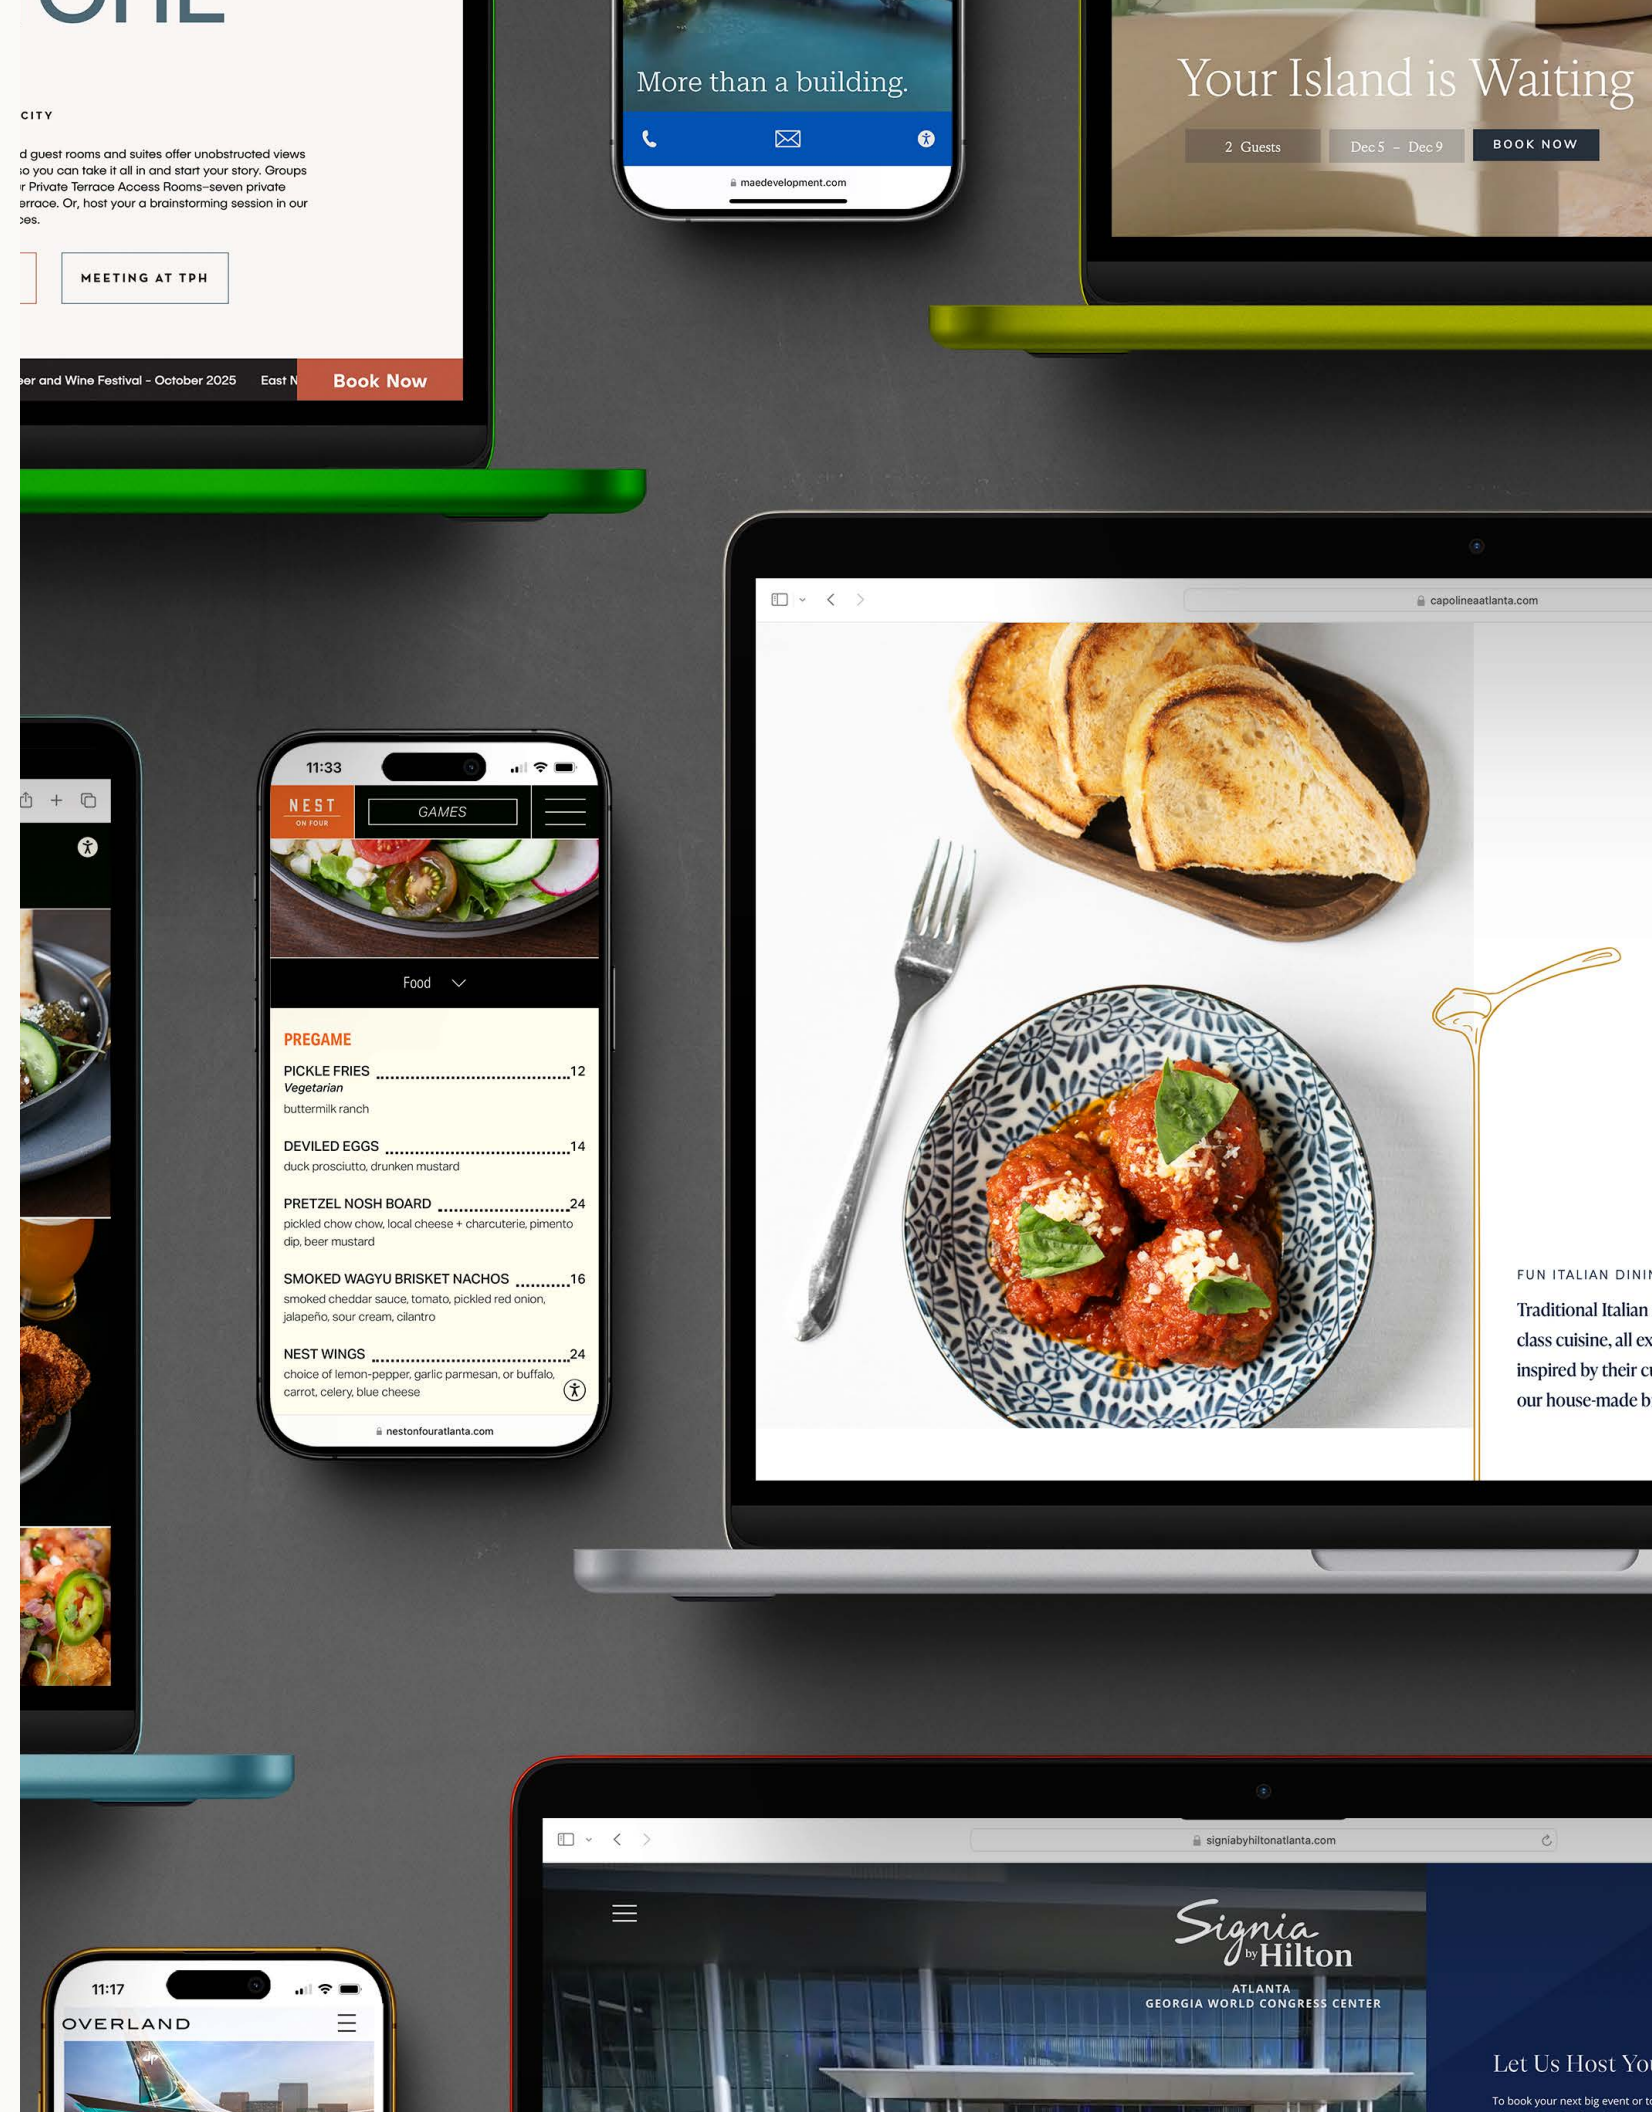 CITY
d guest rooms and suites offer unobstructed views
so you can take it all in and start your story. Groups
Private Terrace Access Rooms–seven private
errace. Or, host your a brainstorming session in our
MEETING AT TPH
and Wine Festival - October 2025 East N
Book Now
More than a building.
maedevelopment.com
Your Island is Waiting
2 Guests Dec 5 – Dec 9 BOOK NOW
capolineaatlanta.com
FUN ITALIAN DININ
Traditional Italian
class cuisine, all ex
inspired by their cu
our house-made b
11:33
NEST
ON FOUR
GAMES
Food
PREGAME
PICKLE FRIES 12
Vegetarian
buttermilk ranch
DEVILED EGGS 14
duck prosciutto, drunken mustard
PRETZEL NOSH BOARD 24
pickled chow chow, local cheese + charcuterie, pimento
dip, beer mustard
SMOKED WAGYU BRISKET NACHOS 16
smoked cheddar sauce, tomato, pickled red onion,
jalapeño, sour cream, cilantro
NEST WINGS 24
choice of lemon-pepper, garlic parmesan, or buffalo,
carrot, celery, blue cheese
nestonfouratlanta.com
signiabyhiltonatlanta.com
Signia
by Hilton
ATLANTA
GEORGIA WORLD CONGRESS CENTER
Let Us Host You
To book your next big event or t
11:17
OVERLAND